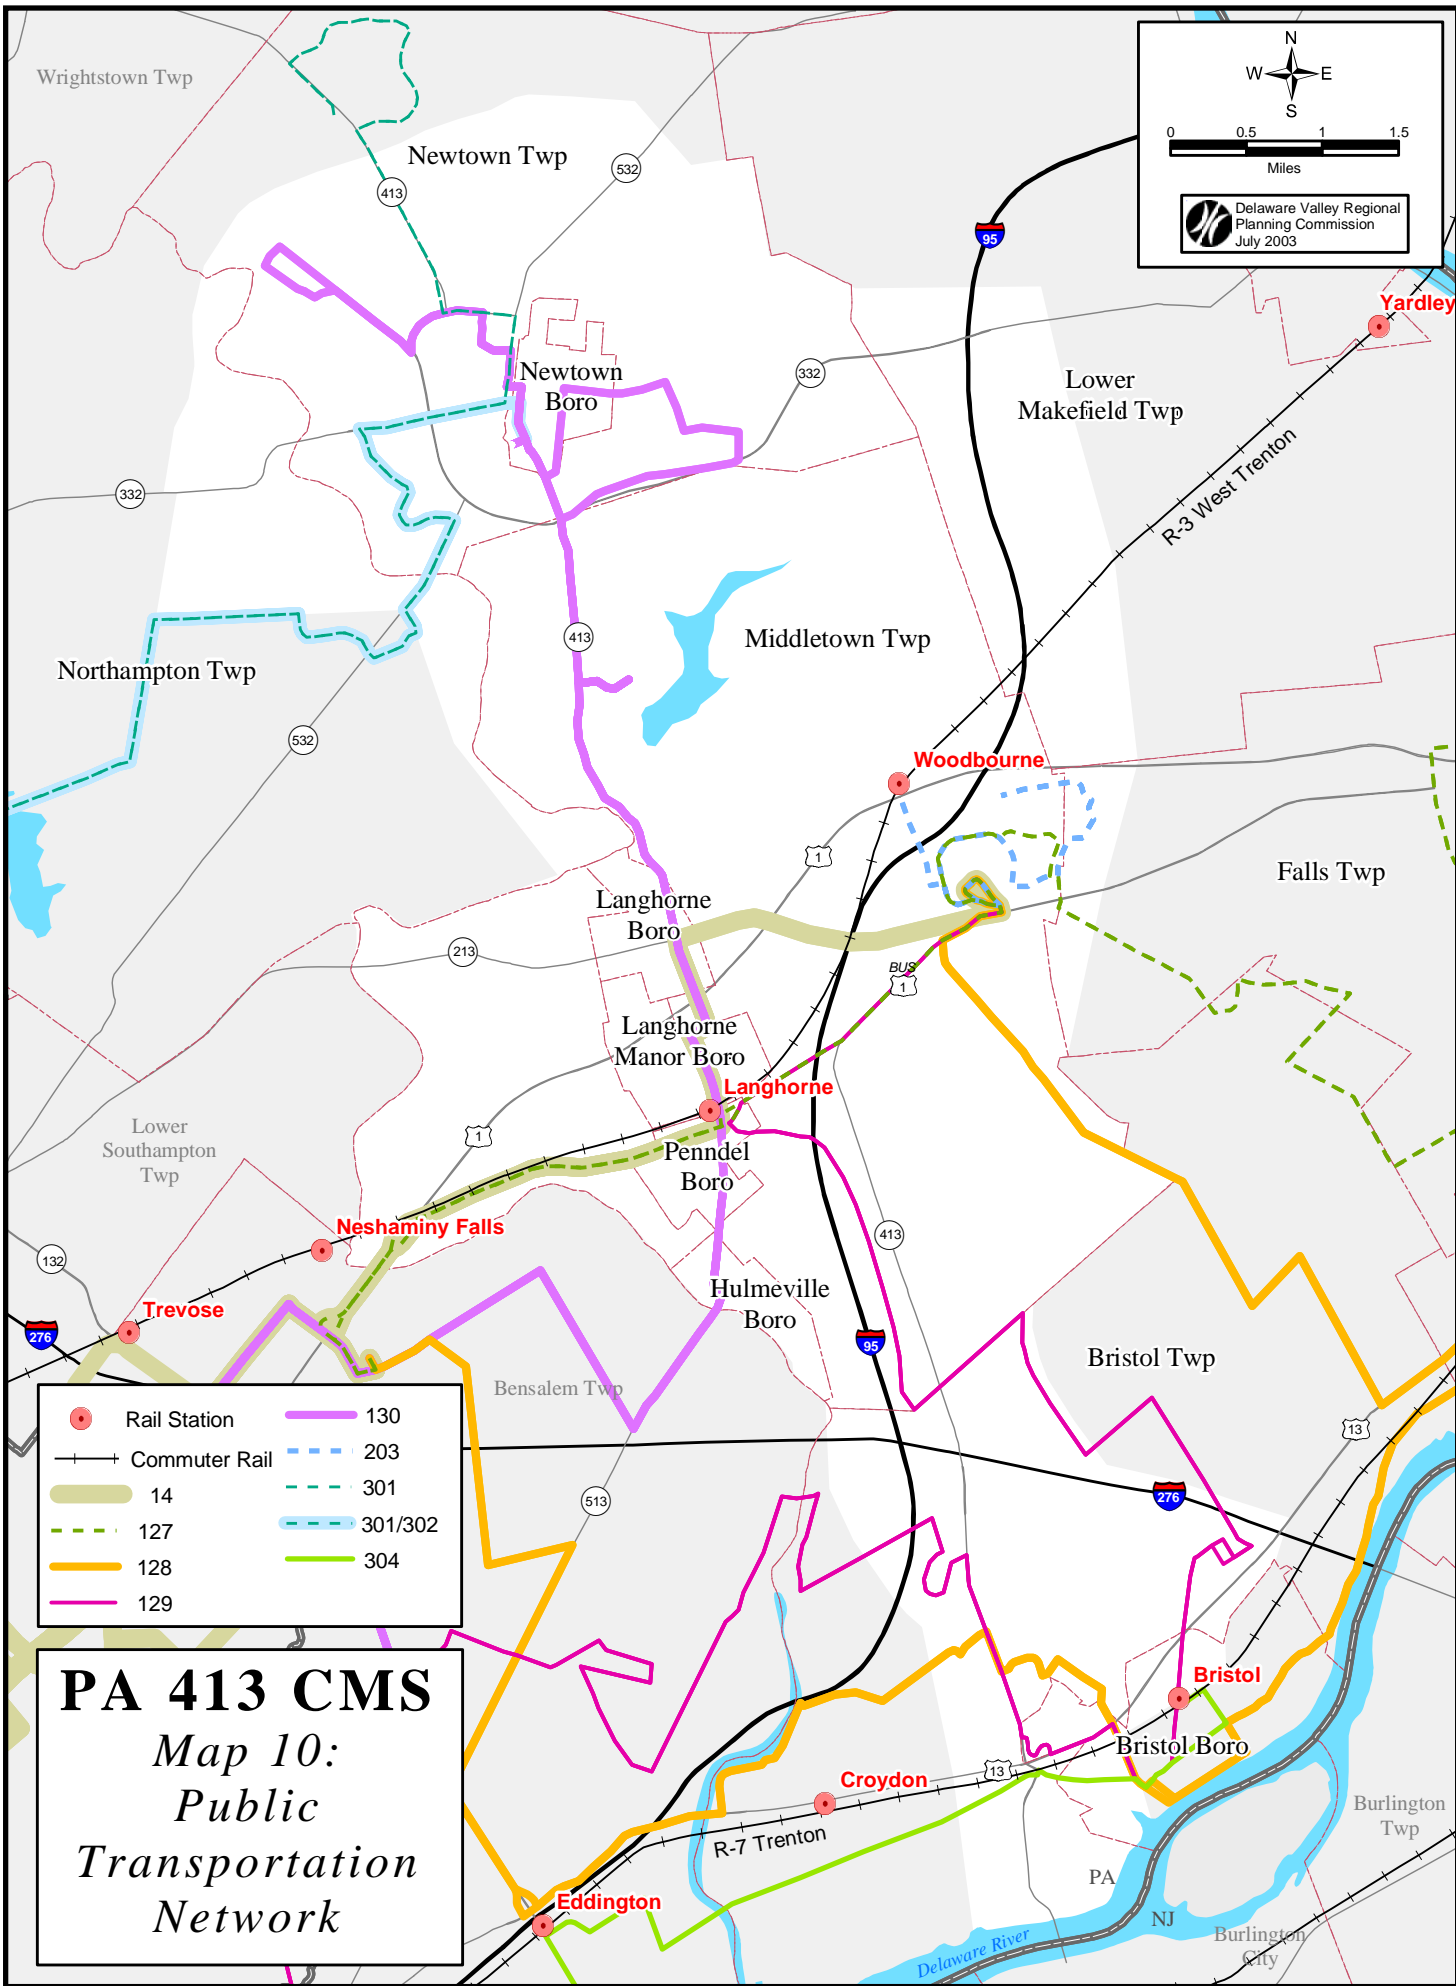 Wrightstown Twp
Newtown Twp
532
413
N
W E
S
0 0.5 1 1.5
Miles
Delaware Valley Regional
Planning Commission
July 2003
95
Yardley
Newtown
Boro
332
Lower
Makefield Twp
R-3 West Trenton
332
413
Middletown Twp
Northampton Twp
532
Woodbourne
1
Falls Twp
Langhorne
Boro
213
BUS
1
Langhorne
Manor Boro
Langhorne
Lower
Southampton
Twp
1
Penndel
Boro
Neshaminy Falls
413
132
Hulmeville
Boro
Trevose
276
95
Bristol Twp
Bensalem Twp
13
Rail Station
Commuter Rail
14
127
128
129
130
203
301
301/302
304
276
513
PA 413 CMS
Map 10:
Public
Transportation
Network
Bristol
Bristol Boro
13
Croydon
R-7 Trenton
Burlington
Twp
PA
Eddington
NJ
Delaware River
Burlington
City